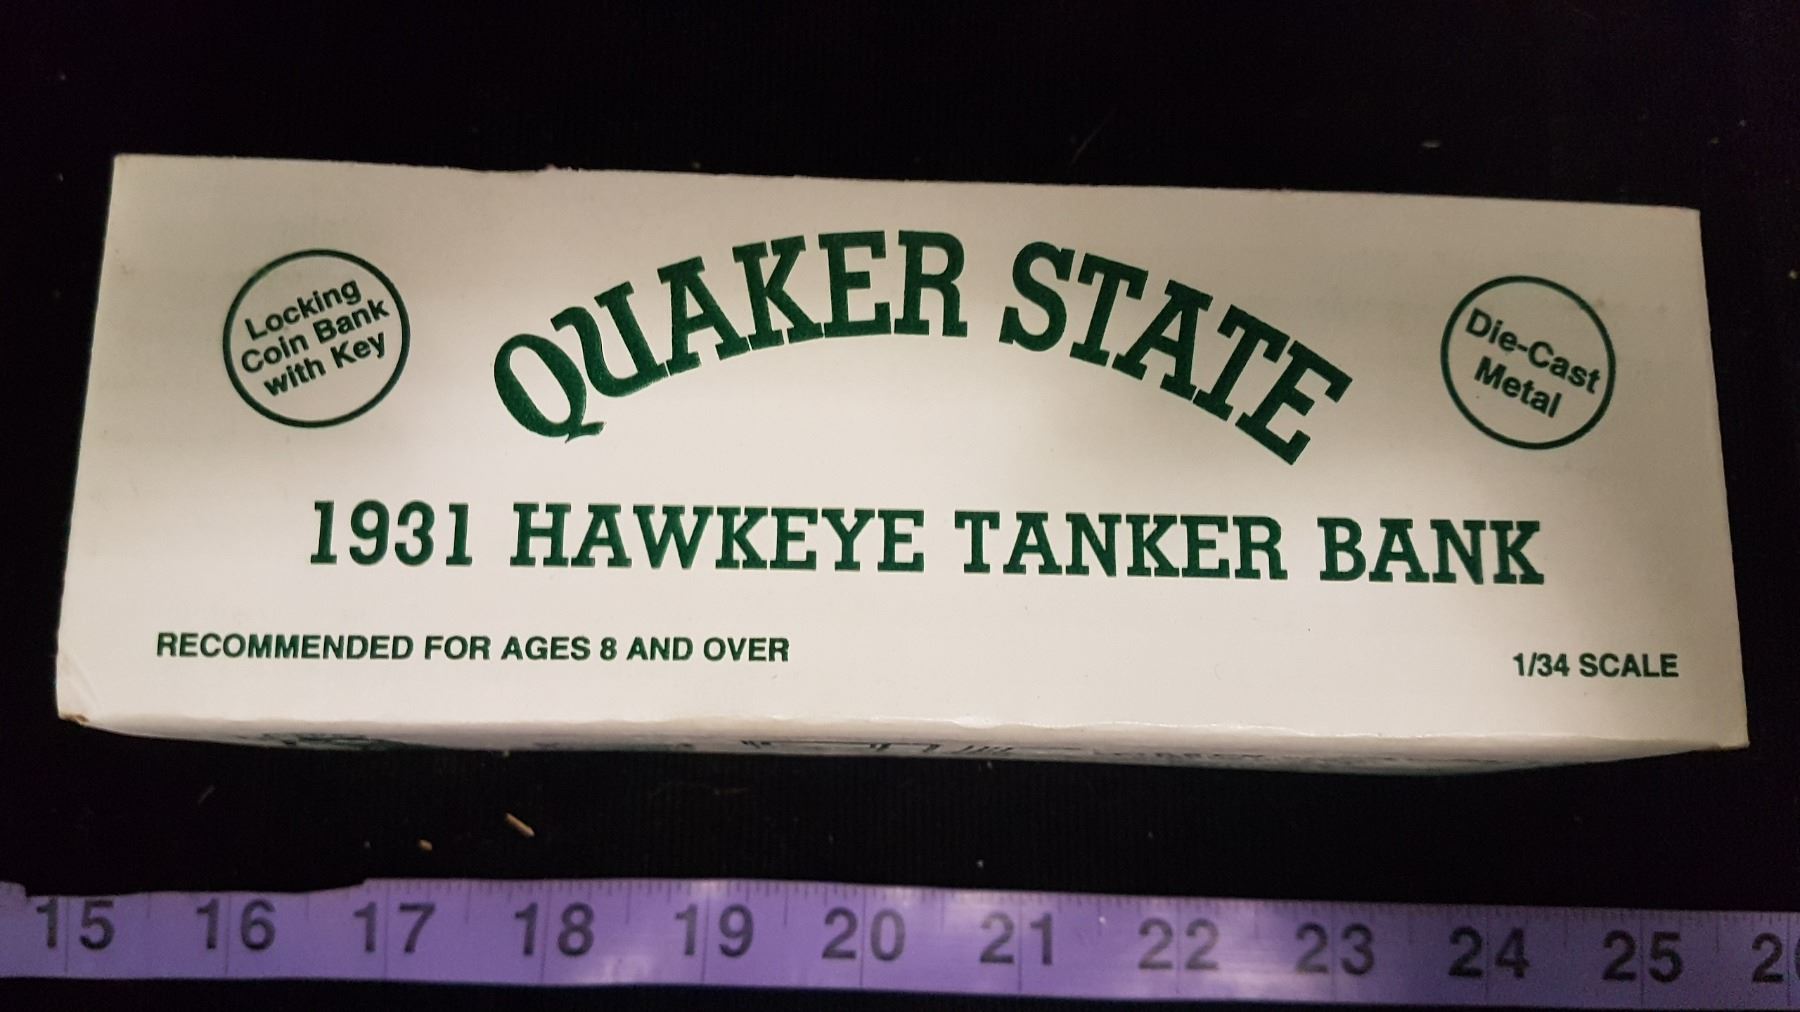 Locking
Coin Bank
with Key
QUAKER STATE
Die-Cast
Metal
1931 HAWKEYE TANKER BANK
RECOMMENDED FOR AGES 8 AND OVER
1/34 SCALE
15 16 17 18 19 20 21 22 23 24 25